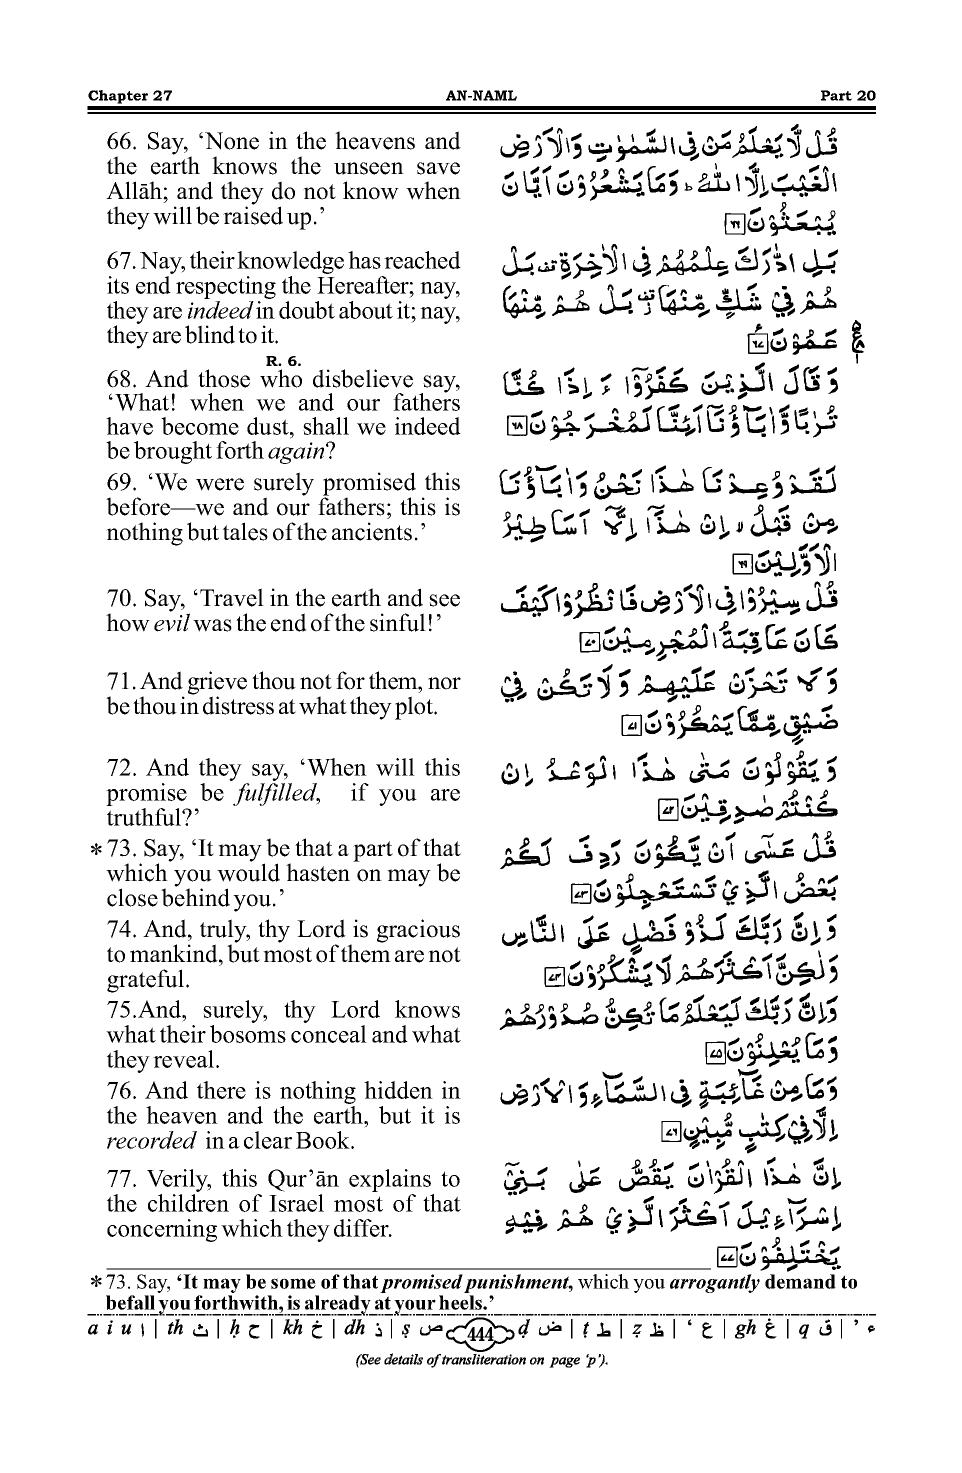 Chapter 27 AN-NAML Part 20
66. Say, ‘None in the heavens and
the earth knows the unseen save
Allāh; and they do not know when
they will be raised up.’
قُلْ لَّا يَعْلَمُ مَنْ فِي السَّمٰوٰتِ وَالْاَرْضِ
الْغَيْبَ اِلَّا اللّٰهُ ؕ وَمَا يَشْعُرُوْنَ اَيَّانَ
يُبْعَثُوْنَ ۶۶
67. Nay, their knowledge has reached
its end respecting the Hereafter; nay,
they are indeed in doubt about it; nay,
they are blind to it.
بَلِ ادّٰرَكَ عِلْمُهُمْ فِي الْاٰخِرَةِ ۟ بَلْ
هُمْ فِيْ شَكٍّ مِّنْهَا ۟ بَلْ هُمْ مِّنْهَا
عَمُوْنَ ۶۷
R. 6.
68. And those who disbelieve say,
‘What! when we and our fathers
have become dust, shall we indeed
be brought forth again?
وَقَالَ الَّذِيْنَ كَفَرُوْۤا ءَاِذَا كُنَّا
تُرٰبًا وَّاٰبَآؤُنَاۤ اَئِنَّا لَمُخْرَجُوْنَ ۶۸
69. ‘We were surely promised this
before—we and our fathers; this is
nothing but tales of the ancients.’
لَقَدْ وُعِدْنَا هٰذَا نَحْنُ وَاٰبَآؤُنَا
مِنْ قَبْلُ ۙ اِنْ هٰذَاۤ اِلَّاۤ اَسَاطِيْرُ
الْاَوَّلِيْنَ ۶۹
70. Say, ‘Travel in the earth and see
how evil was the end of the sinful!’
قُلْ سِيْرُوْا فِي الْاَرْضِ فَانْظُرُوْا كَيْفَ
كَانَ عَاقِبَةُ الْمُجْرِمِيْنَ ۷۰
71. And grieve thou not for them, nor
be thou in distress at what they plot.
وَلَا تَحْزَنْ عَلَيْهِمْ وَلَا تَكُنْ فِيْ
ضَيْقٍ مِّمَّا يَمْكُرُوْنَ ۷۱
72. And they say, ‘When will this
promise be fulfilled, if you are
truthful?’
وَيَقُوْلُوْنَ مَتٰى هٰذَا الْوَعْدُ اِنْ
كُنْتُمْ صٰدِقِيْنَ ۷۲
* 73. Say, ‘It may be that a part of that
which you would hasten on may be
close behind you.’
قُلْ عَسٰۤى اَنْ يَّكُوْنَ رَدِفَ لَكُمْ
بَعْضُ الَّذِيْ تَسْتَعْجِلُوْنَ ۷۳
74. And, truly, thy Lord is gracious
to mankind, but most of them are not
grateful.
وَاِنَّ رَبَّكَ لَذُوْ فَضْلٍ عَلَى النَّاسِ
وَلٰكِنَّ اَكْثَرَهُمْ لَا يَشْكُرُوْنَ ۷۴
75.And, surely, thy Lord knows
what their bosoms conceal and what
they reveal.
وَاِنَّ رَبَّكَ لَيَعْلَمُ مَا تُكِنُّ صُدُوْرُهُمْ
وَمَا يُعْلِنُوْنَ ۷۵
76. And there is nothing hidden in
the heaven and the earth, but it is
recorded in a clear Book.
وَمَا مِنْ غَآئِبَةٍ فِي السَّمَآءِ وَالْاَرْضِ
اِلَّا فِيْ كِتٰبٍ مُّبِيْنٍ ۷۶
77. Verily, this Qur’ān explains to
the children of Israel most of that
concerning which they differ.
اِنَّ هٰذَا الْقُرْاٰنَ يَقُصُّ عَلٰى بَنِيْۤ
اِسْرَآءِيْلَ اَكْثَرَ الَّذِيْ هُمْ فِيْهِ
يَخْتَلِفُوْنَ ۷۷
* 73. Say, ‘It may be some of that promised punishment, which you arrogantly demand to
befall you forthwith, is already at your heels.’
a i u ا | th ث | ḥ ح | kh خ | dh ذ | ṣ ص 444 ḍ ض | ṭ ط | ẓ ظ | ‘ ع | gh غ | q ق | ’ ء
(See details of transliteration on page ‘p’).